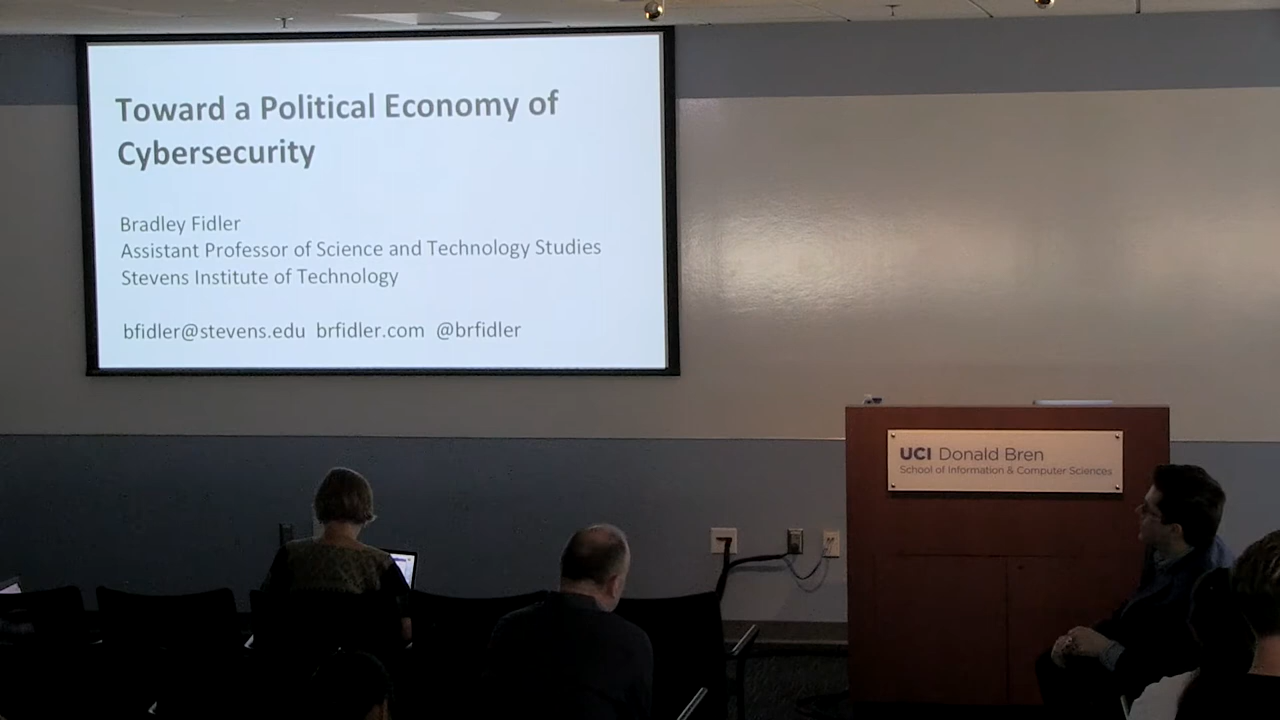 Toward a Political Economy of
Cybersecurity
Bradley Fidler
Assistant Professor of Science and Technology Studies
Stevens Institute of Technology
bfidler@stevens.edu brfidler.com @brfidler
UCI Donald Bren
School of Information & Computer Sciences